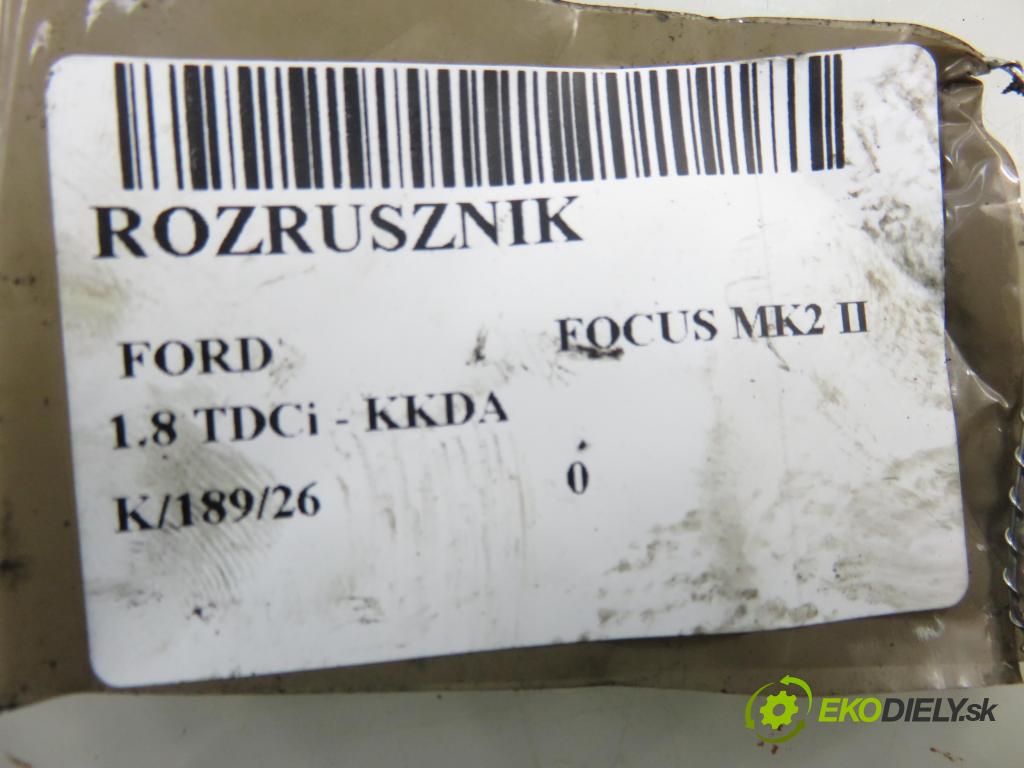 ROZRUSZNIK
FORD FOCUS MK2 II
1.8 TDCi - KKDA
K/189/26 0
EKODIELY.sk